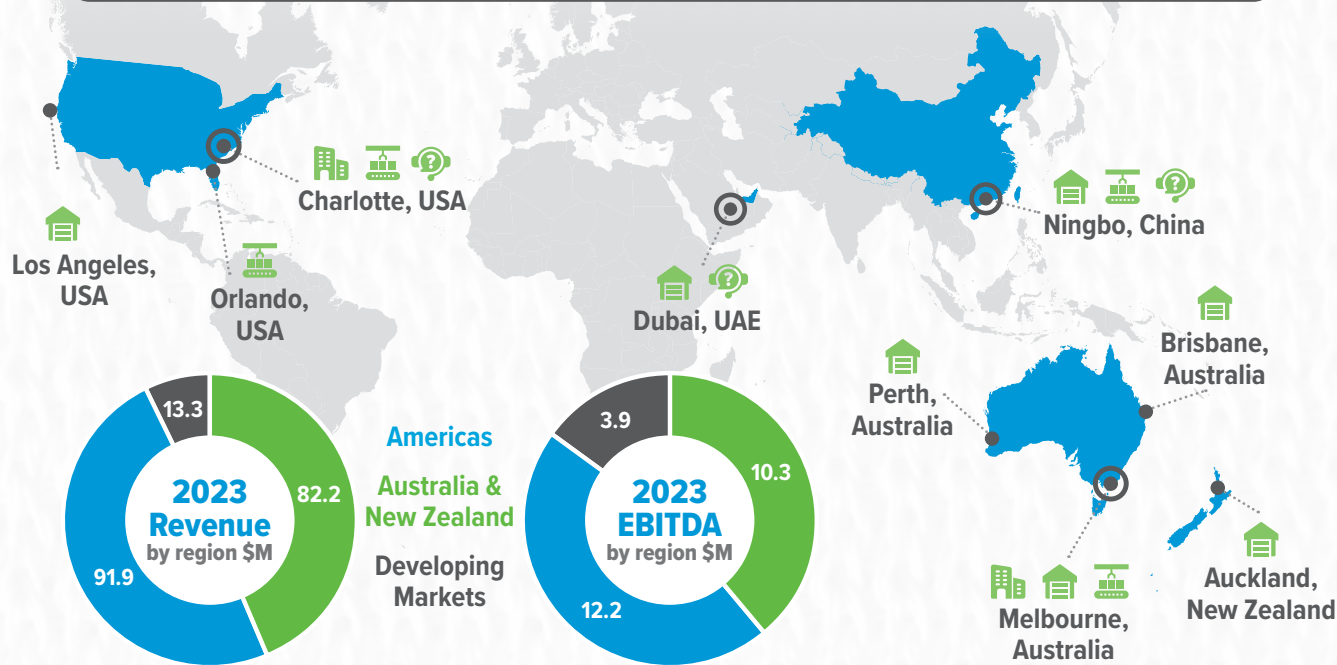 Charlotte, USA
Los Angeles,
USA
Orlando,
USA
Dubai, UAE
Ningbo, China
Brisbane,
Australia
Perth,
Australia
Auckland,
New Zealand
Melbourne,
Australia
13.3
82.2
91.9
2023
Revenue
by region $M
Americas
Australia &
New Zealand
Developing
Markets
3.9
10.3
12.2
2023
EBITDA
by region $M